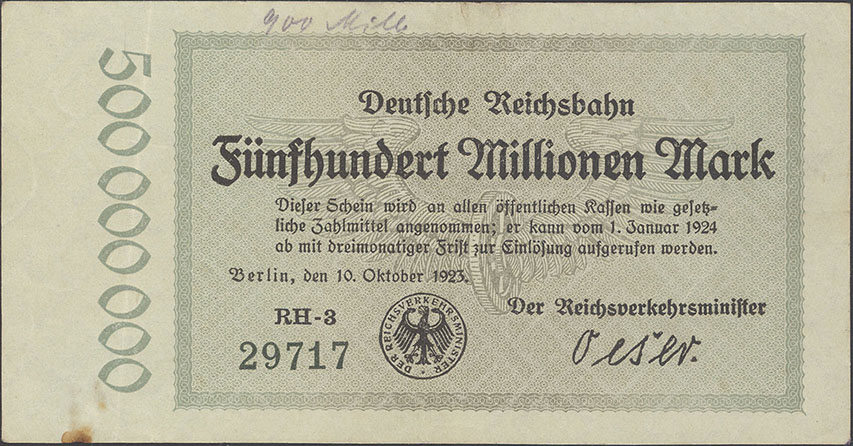 900 Mill
500000000
Deutsche Reichsbahn
Fünfhundert Millionen Mark
Dieser Schein wird an allen öffentlichen Kassen wie gesetz-
liche Zahlmittel angenommen; er kann vom 1. Januar 1924
ab mit dreimonatiger Frist zur Einlösung aufgerufen werden.
Berlin, den 10. Oktober 1923.
Der Reichsverkehrsminister
RH-3
29717
DER REICHSVERKEHRSMINISTER
Oeser.